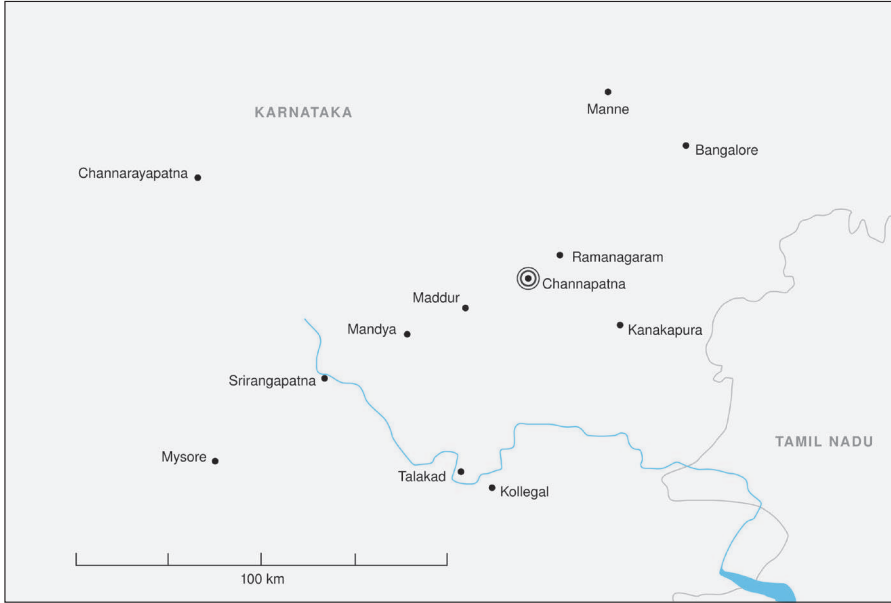 KARNATAKA
Manne
Bangalore
Channarayapatna
Ramanagaram
Channapatna
Maddur
Mandya
Kanakapura
Srirangapatna
TAMIL NADU
Mysore
Talakad
Kollegal
100 km